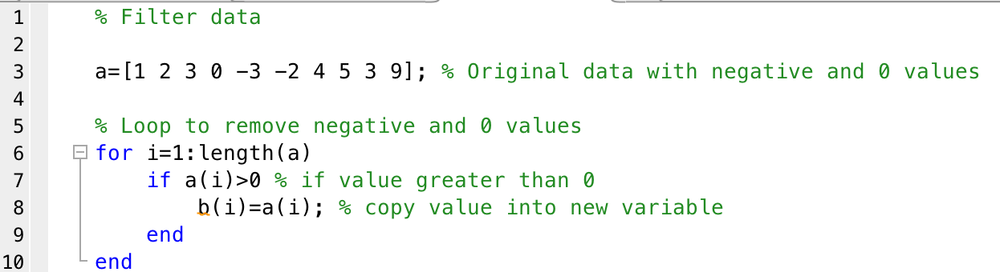 1 % Filter data
2
3 a=[1 2 3 0 -3 -2 4 5 3 9]; % Original data with negative and 0 values
4
5 % Loop to remove negative and 0 values
6 for i=1:length(a)
7 if a(i)>0 % if value greater than 0
8 b(i)=a(i); % copy value into new variable
9 end
10 end